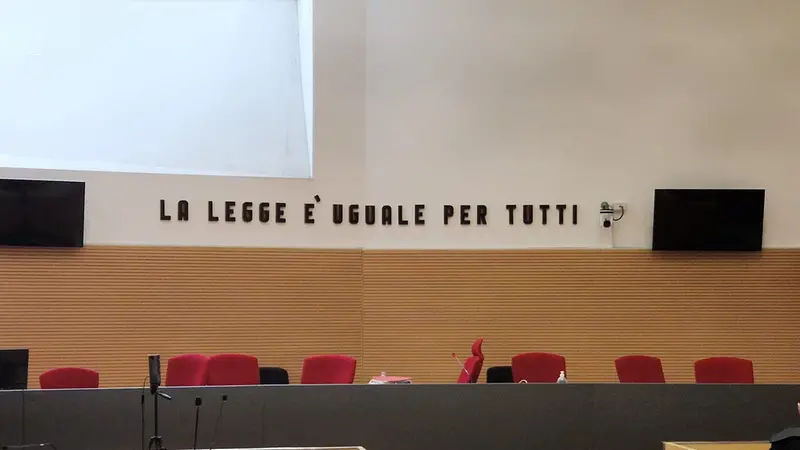 LA LEGGE E' UGUALE PER TUTTI